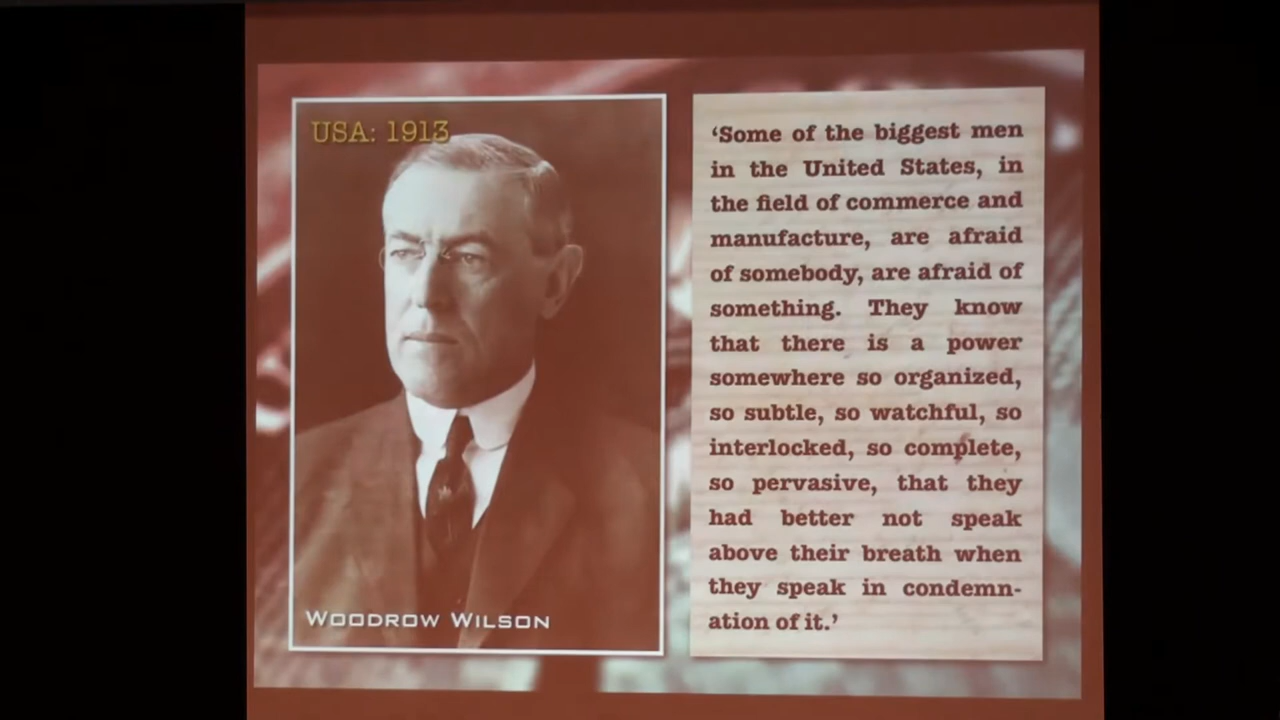 USA: 1913
WOODROW WILSON
‘Some of the biggest men
in the United States, in
the field of commerce and
manufacture, are afraid
of somebody, are afraid of
something. They know
that there is a power
somewhere so organized,
so subtle, so watchful, so
interlocked, so complete,
so pervasive, that they
had better not speak
above their breath when
they speak in condemn-
ation of it.’